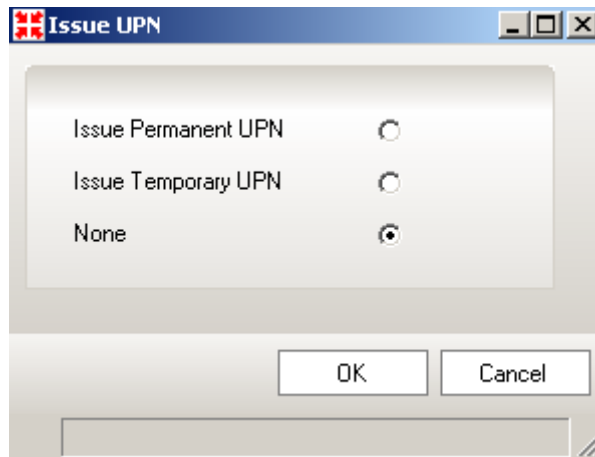 Issue UPN
Issue Permanent UPN
Issue Temporary UPN
None
OK Cancel